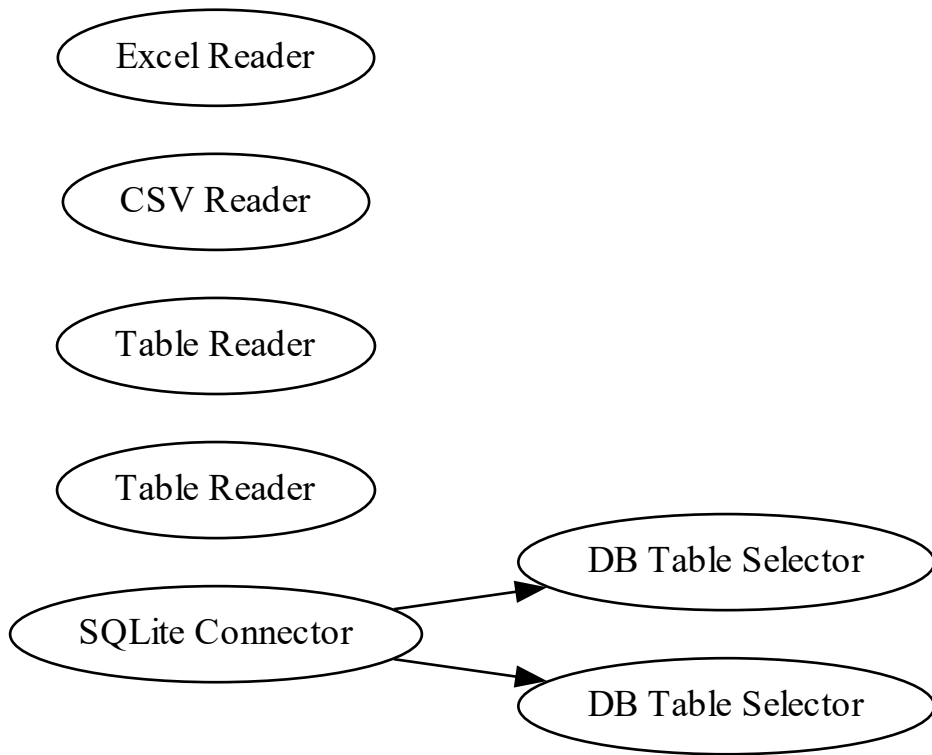 Excel Reader
CSV Reader
Table Reader
Table Reader
DB Table Selector
SQLite Connector
DB Table Selector